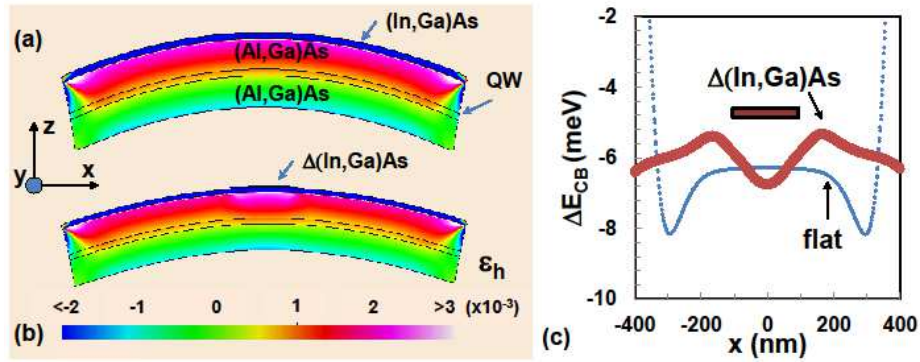 (a)
(In,Ga)As
(Al,Ga)As
QW
(Al,Ga)As
z
y
x
Δ(In,Ga)As
ε_h
<-2 -1 0 1 2 >3 (x10⁻³)
(b)
-2
-4
-6
-8
-10
ΔE_CB (meV)
Δ(In,Ga)As
flat
-400 -200 0 200 400
(c)
x (nm)